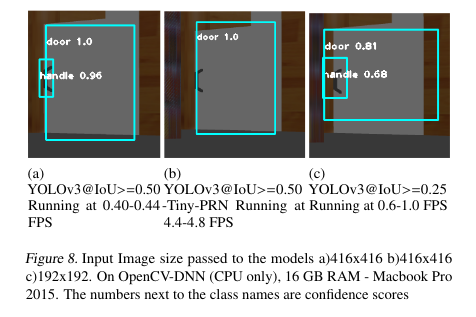 door 1.0
handle 0.96
door 1.0
door 0.81
handle 0.68
(a)
YOLOv3@IoU>=0.50
Running at 0.40-0.44
FPS
(b)
YOLOv3@IoU>=0.50
-Tiny-PRN Running at
4.4-4.8 FPS
(c)
YOLOv3@IoU>=0.25
Running at 0.6-1.0 FPS
Figure 8. Input Image size passed to the models a)416x416 b)416x416
c)192x192. On OpenCV-DNN (CPU only), 16 GB RAM - Macbook Pro
2015. The numbers next to the class names are confidence scores